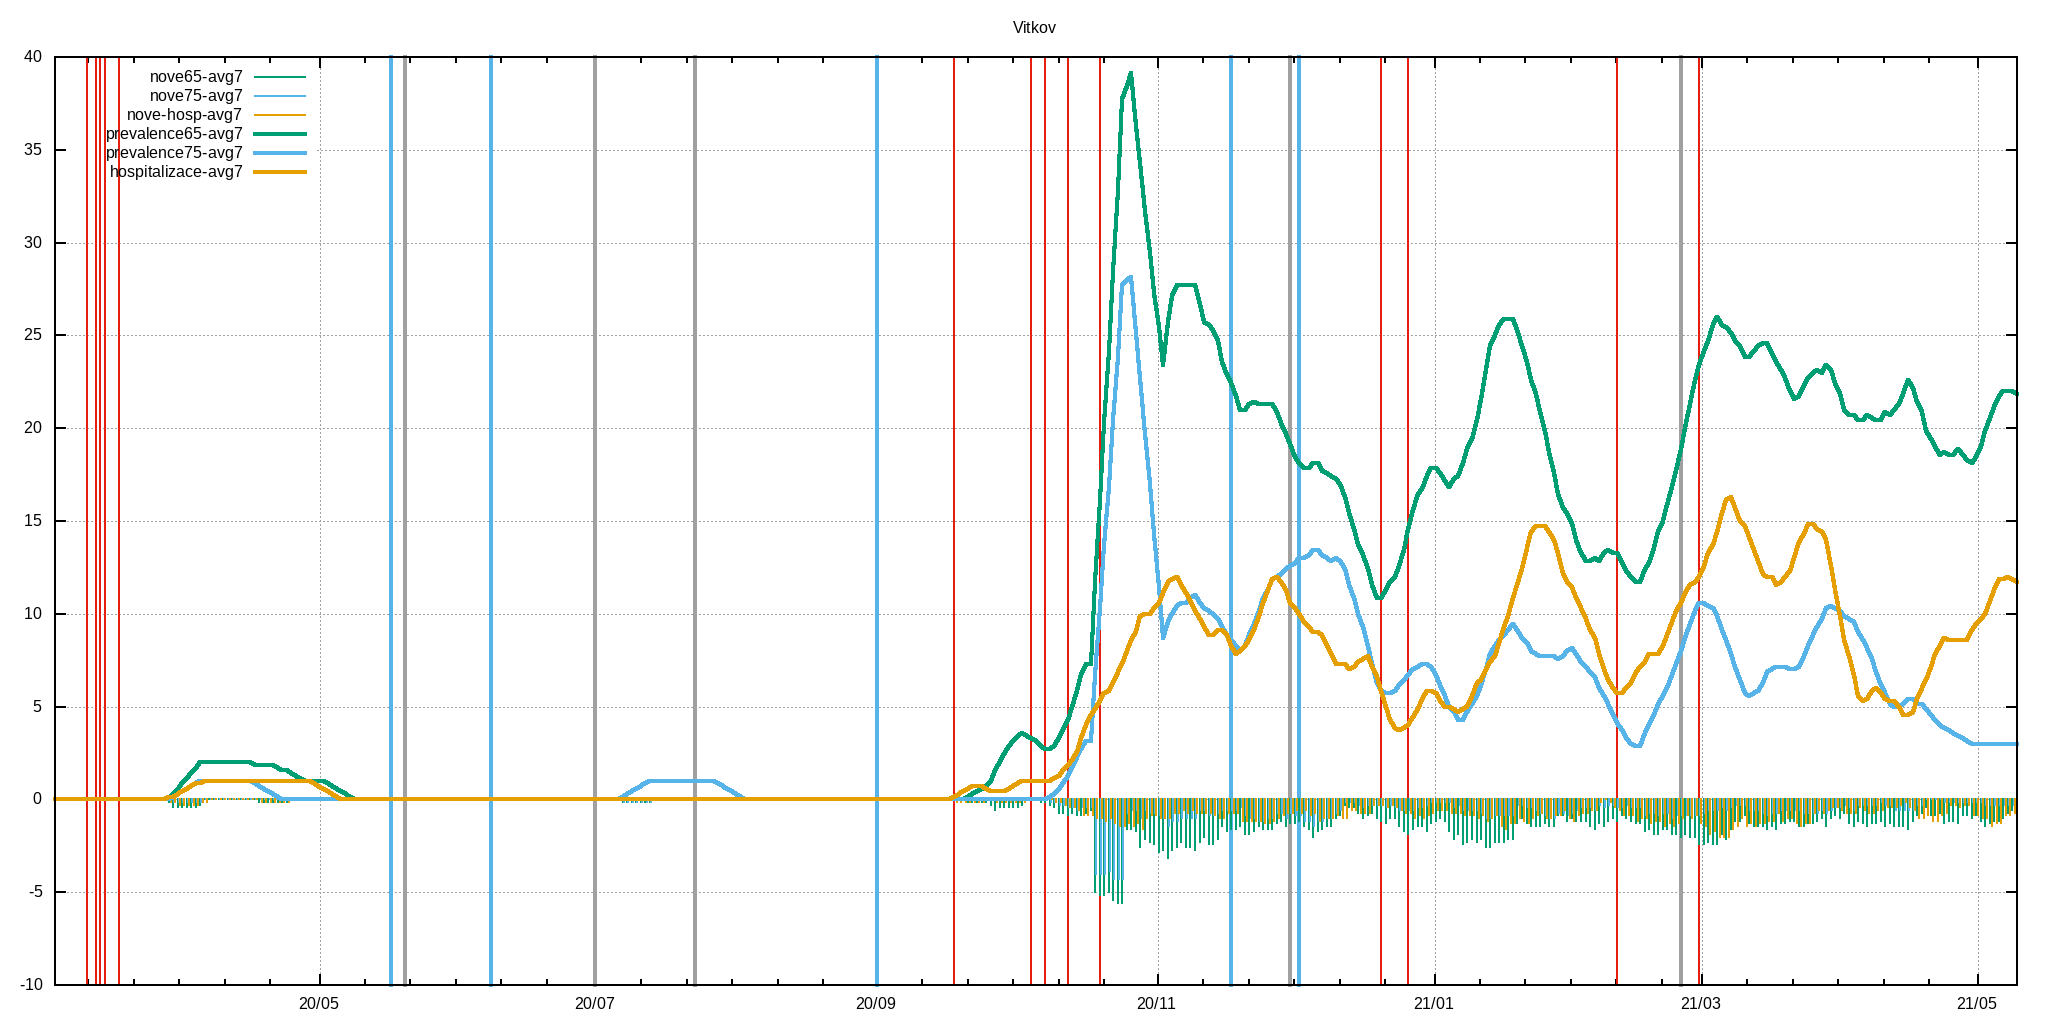 Vitkov
40
35
30
25
20
15
10
5
0
-5
-10
nove65-avg7
nove75-avg7
nove-hosp-avg7
prevalence65-avg7
prevalence75-avg7
hospitalizace-avg7
20/05 20/07 20/09 20/11 21/01 21/03 21/05